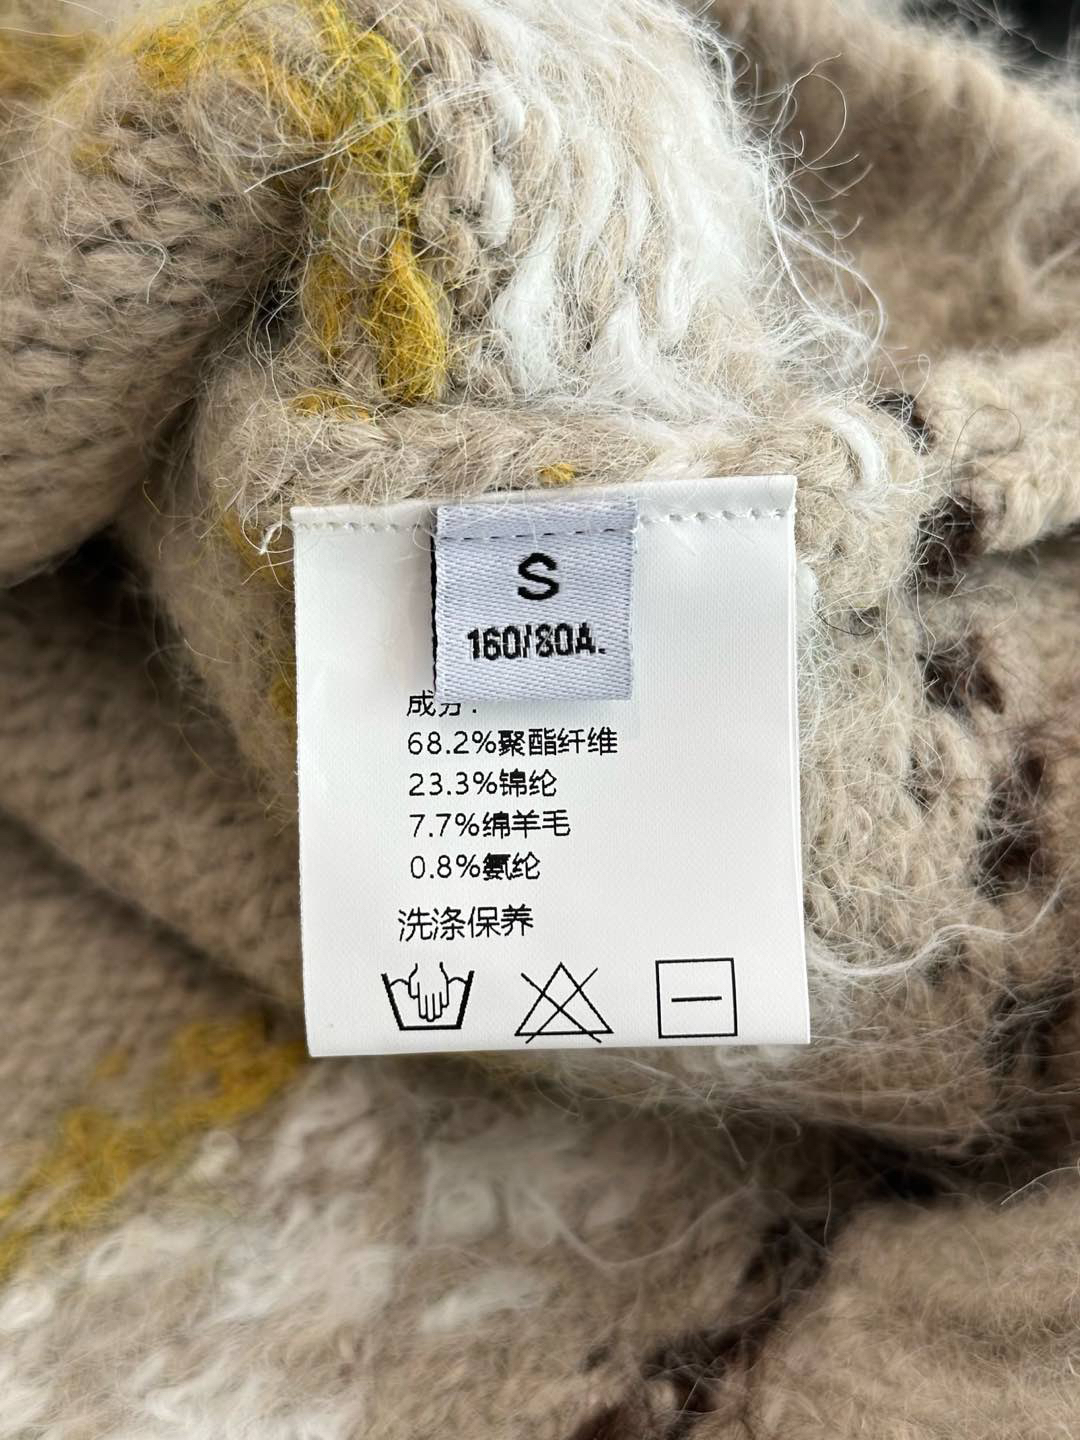 S
160/80A.
成分：
68.2%聚酯纤维
23.3%锦纶
7.7%绵羊毛
0.8%氨纶
洗涤保养